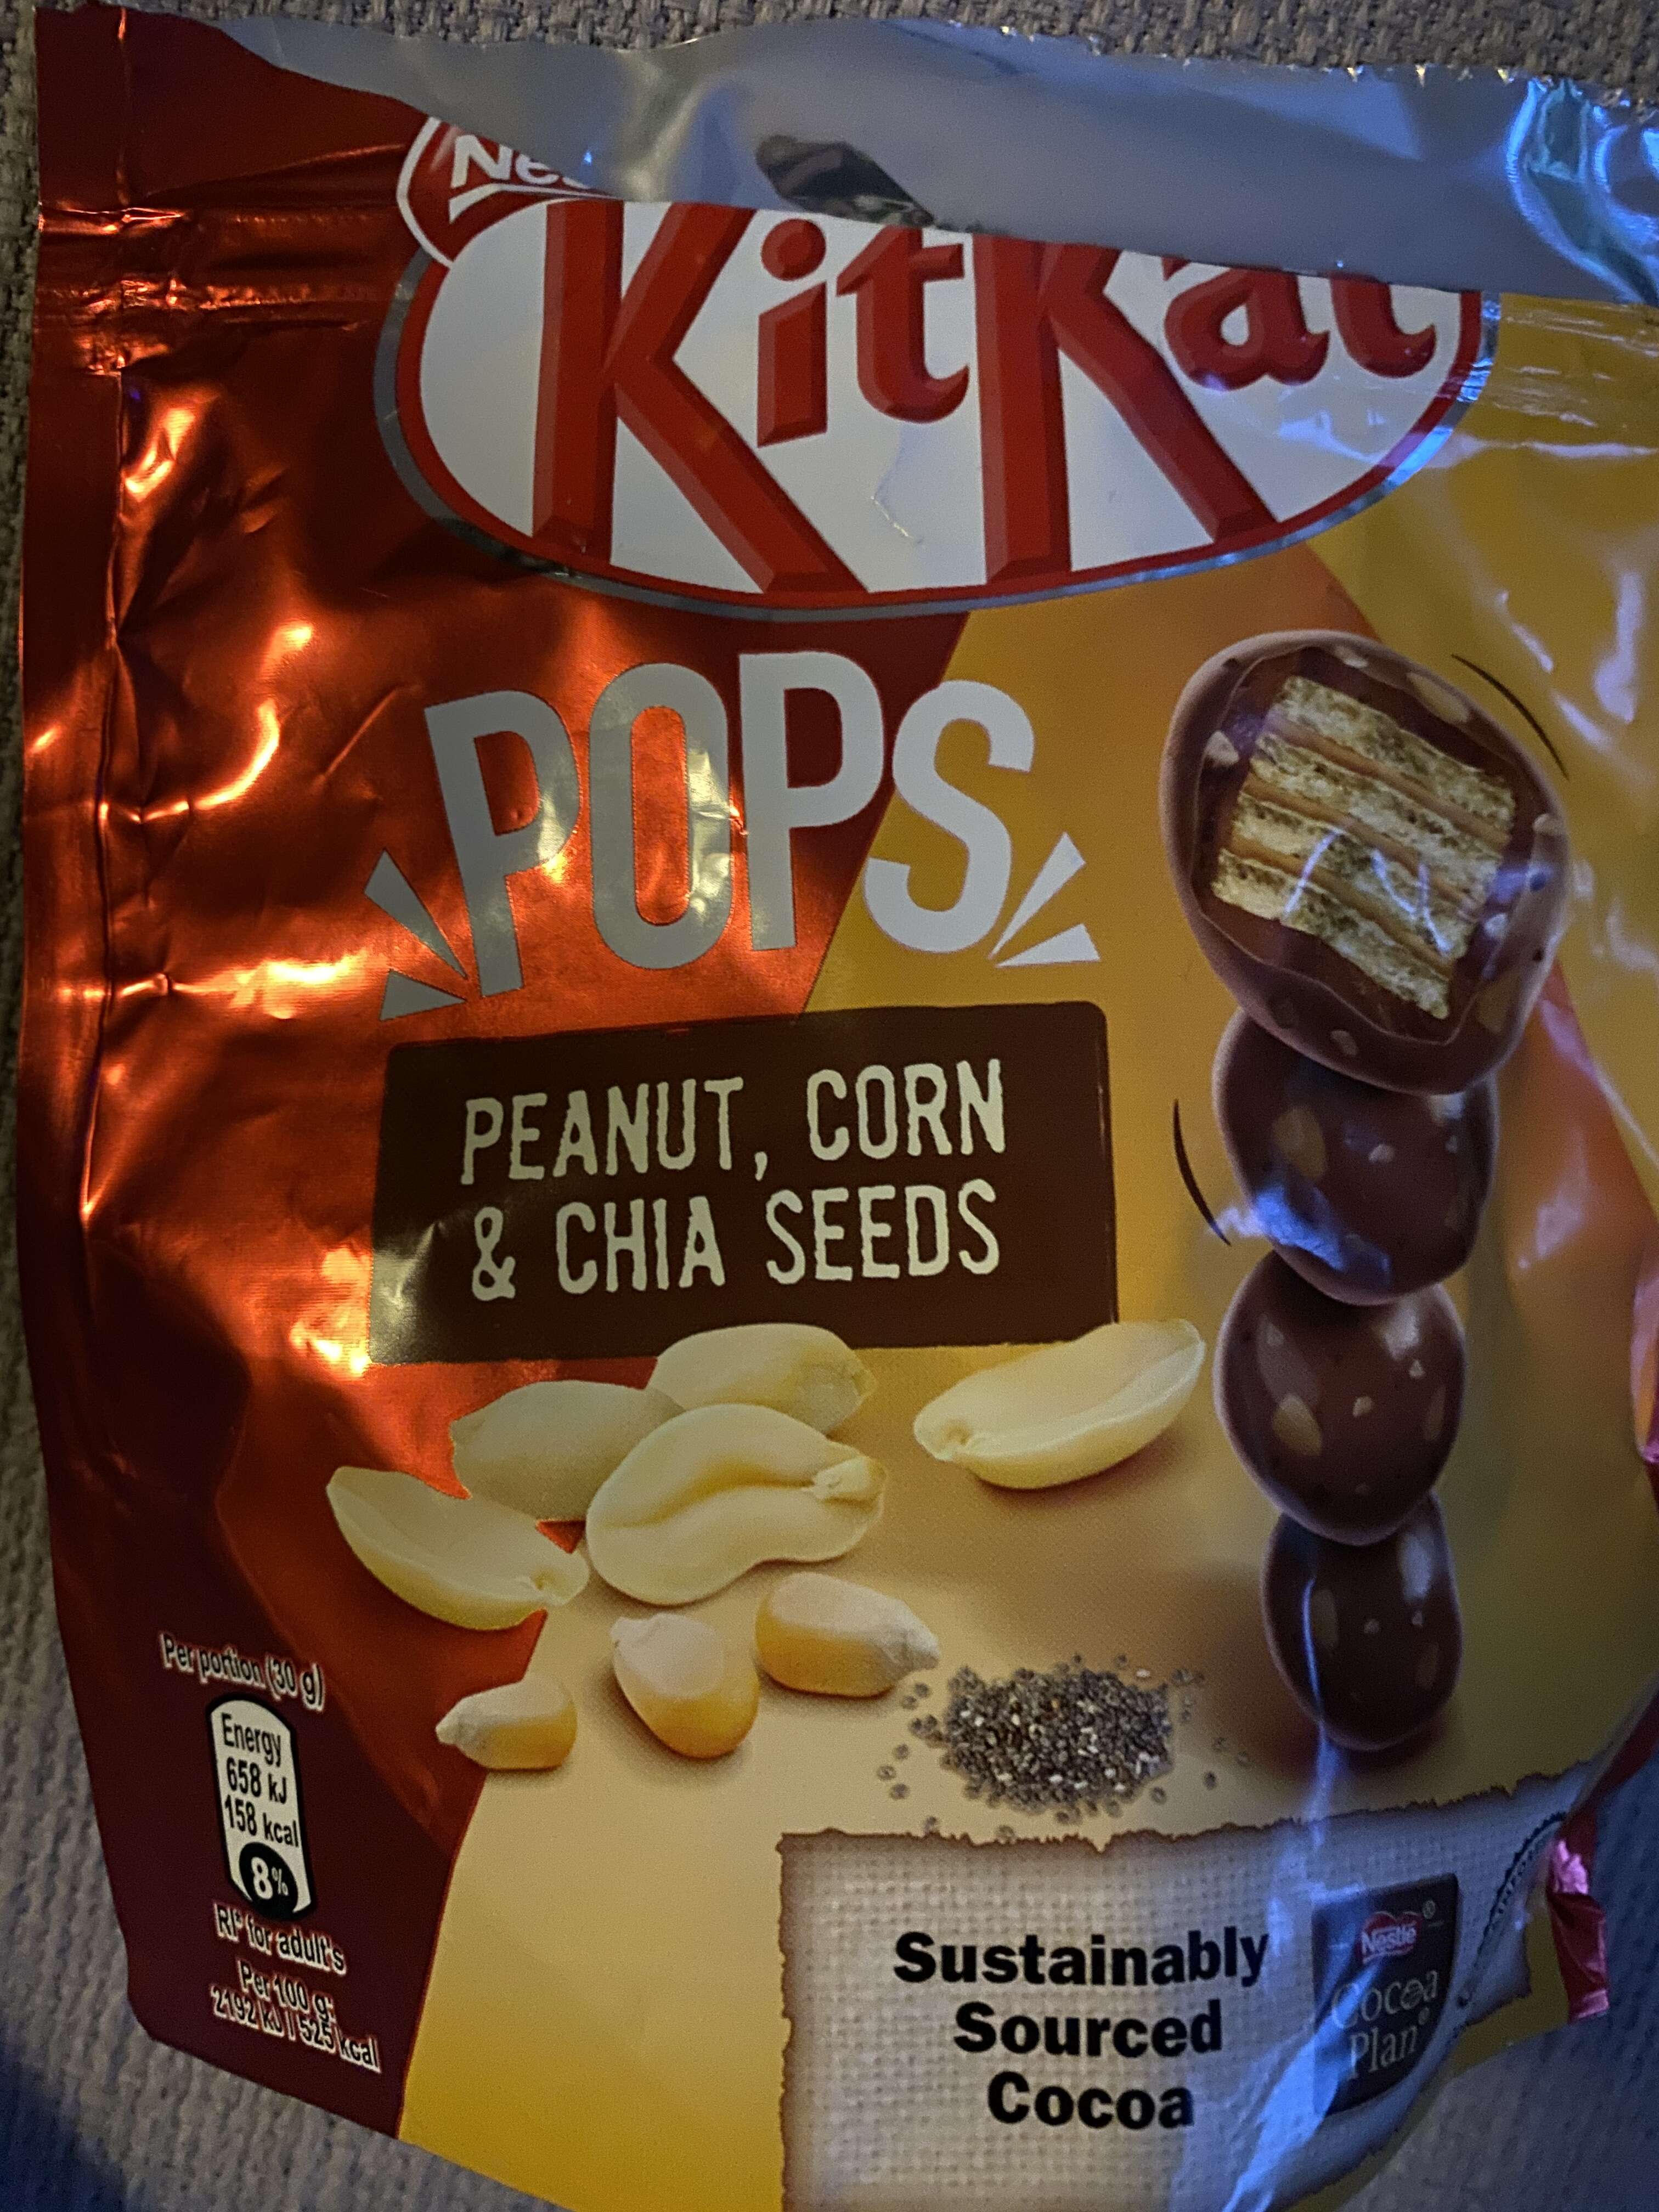 KitKat
POPS
PEANUT, CORN
& CHIA SEEDS
Per portion (30 g)
Energy
658 kJ
158 kcal
8%
RI* for adult's
Per 100 g:
2192 kJ / 525 kcal
Sustainably
Sourced
Cocoa
Nestlé
®
Cocoa
Plan®